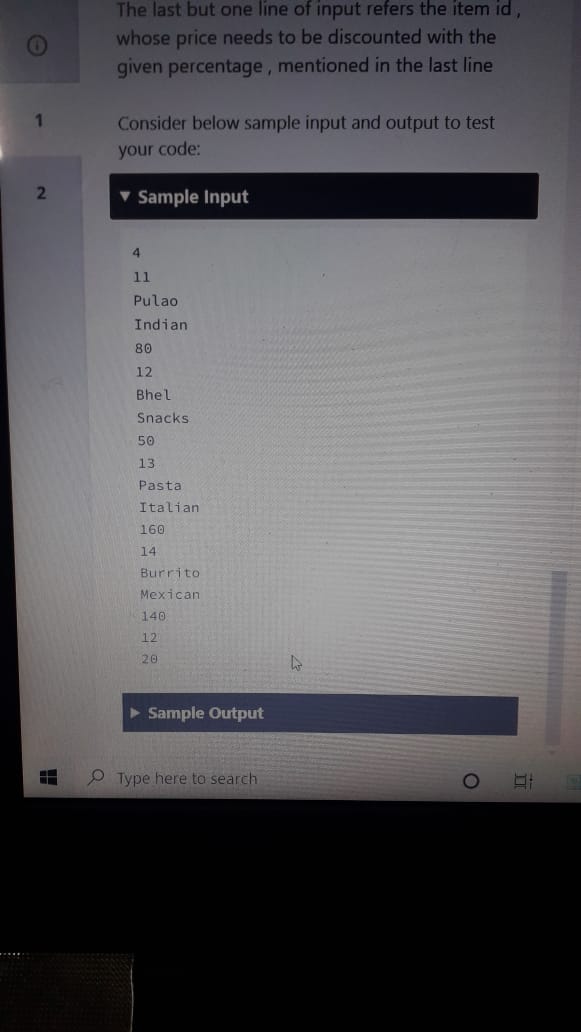 The last but one line of input refers the item id ,
whose price needs to be discounted with the
given percentage , mentioned in the last line
1
Consider below sample input and output to test
your code:
2
▼ Sample Input
4
11
Pulao
Indian
80
12
Bhel
Snacks
50
13
Pasta
Italian
160
14
Burrito
Mexican
140
12
20
▶ Sample Output
Type here to search